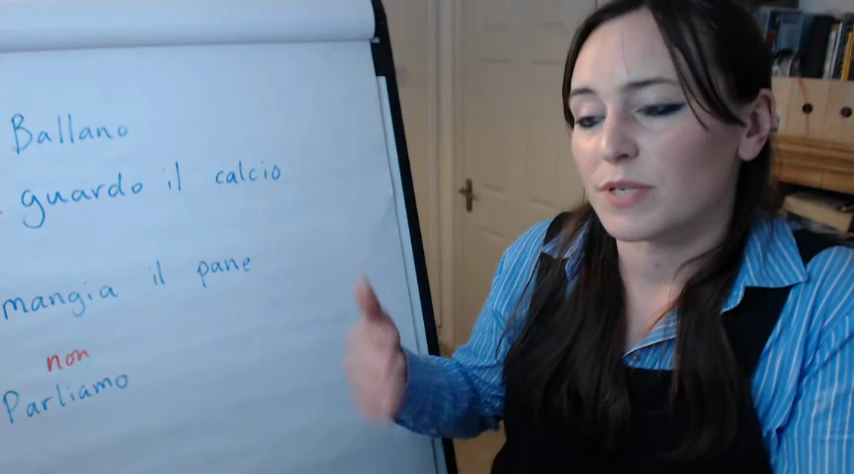 Ballano
guardo il calcio
mangia il pane
non
Parliamo